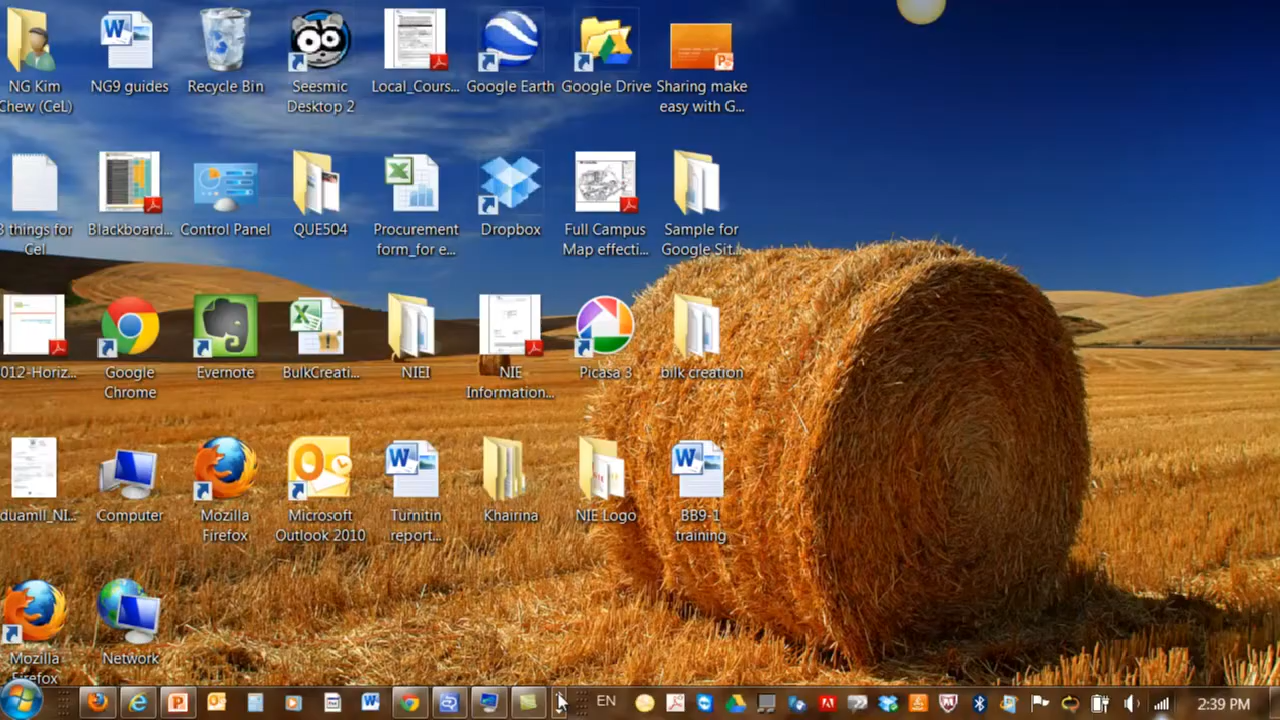 NG Kim
Chew (CeL)
NG9 guides
Recycle Bin
Seesmic
Desktop 2
Local_Cours...
Google Earth
Google Drive
Sharing make
easy with G...
3 things for
Cel
Blackboard...
Control Panel
QUE504
Procurement
form_for e...
Dropbox
Full Campus
Map effecti...
Sample for
Google Sit...
012-Horiz...
Google
Chrome
Evernote
BulkCreati...
NIEI
NIE
Information...
Picasa 3
bilk creation
duamll_NI...
Computer
Mozilla
Firefox
Microsoft
Outlook 2010
Turnitin
report...
Khairina
NIE Logo
BB9-1
training
Mozilla
Firefox
Network
EN
2:39 PM